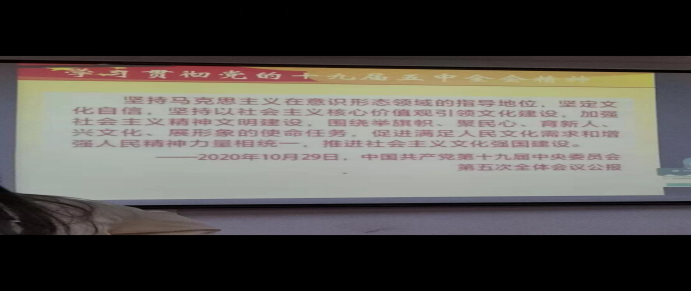 学习贯彻党的十九届五中全会精神
坚持马克思主义在意识形态领域的指导地位，坚定文
化自信，坚持以社会主义核心价值观引领文化建设，加强
社会主义精神文明建设，围绕举旗帜、聚民心、育新人、
兴文化、展形象的使命任务，促进满足人民文化需求和增
强人民精神力量相统一，推进社会主义文化强国建设。
——2020年10月29日，中国共产党第十九届中央委员会
第五次全体会议公报